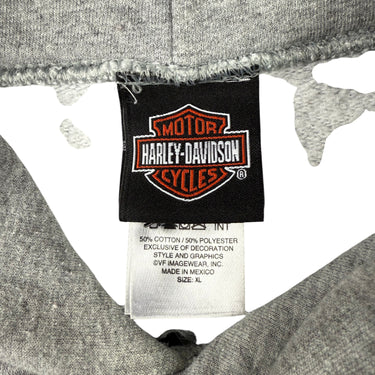 MOTOR
HARLEY-DAVIDSON
CYCLES
®
INT
50% COTTON / 50% POLYESTER
EXCLUSIVE OF DECORATION
STYLE AND GRAPHICS
©VF IMAGEWEAR, INC.
MADE IN MEXICO
SIZE: XL